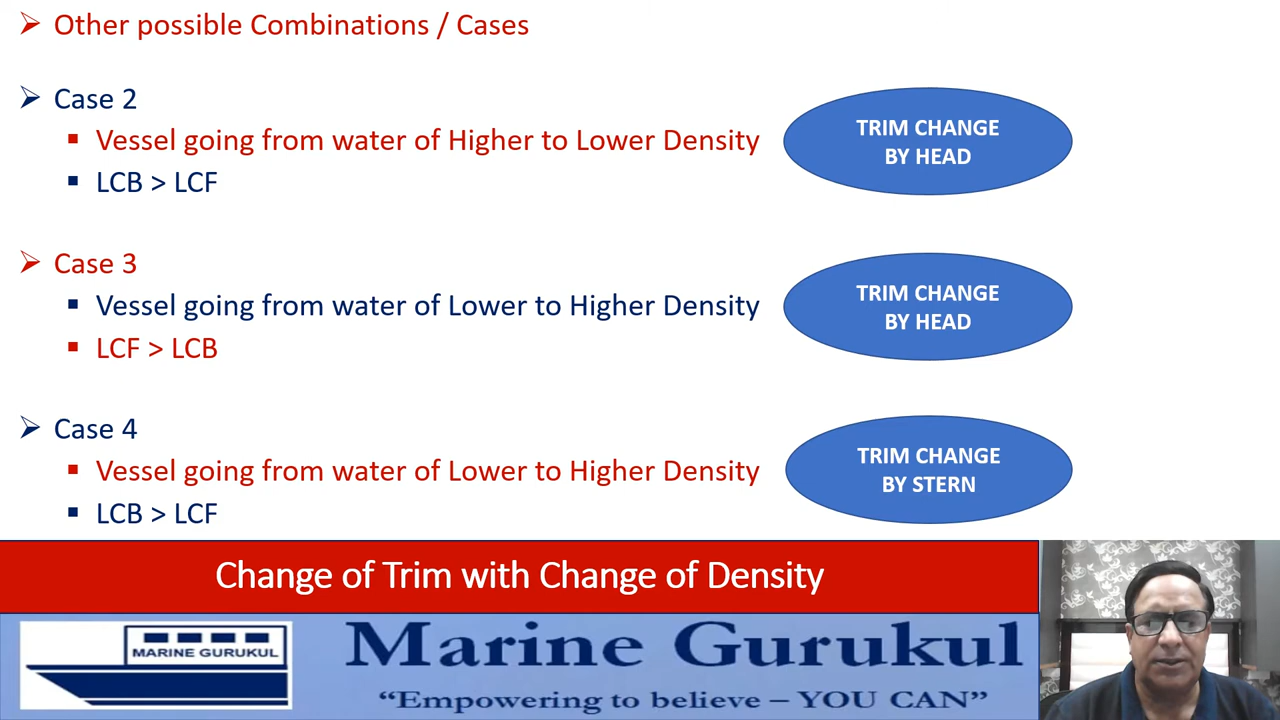 Other possible Combinations / Cases
Case 2
Vessel going from water of Higher to Lower Density
LCB > LCF
TRIM CHANGE
BY HEAD
Case 3
Vessel going from water of Lower to Higher Density
LCF > LCB
TRIM CHANGE
BY HEAD
Case 4
Vessel going from water of Lower to Higher Density
LCB > LCF
TRIM CHANGE
BY STERN
Change of Trim with Change of Density
MARINE GURUKUL
Marine Gurukul
“Empowering to believe – YOU CAN”